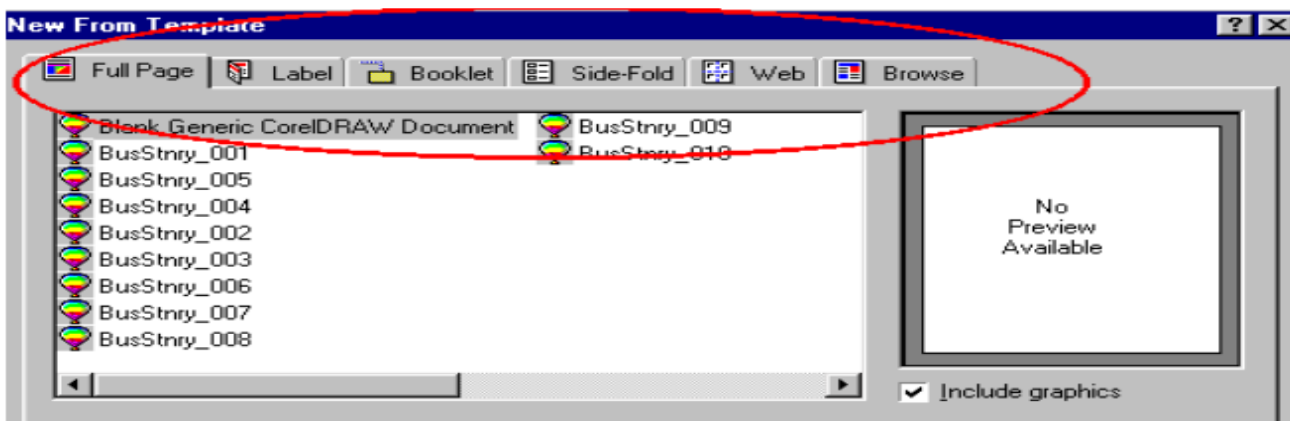 New From Template
Full Page Label Booklet Side-Fold Web Browse
Blank Generic CorelDRAW Document
BusStnry_001
BusStnry_005
BusStnry_004
BusStnry_002
BusStnry_003
BusStnry_006
BusStnry_007
BusStnry_008
BusStnry_009
BusStnry_010
No
Preview
Available
Include graphics